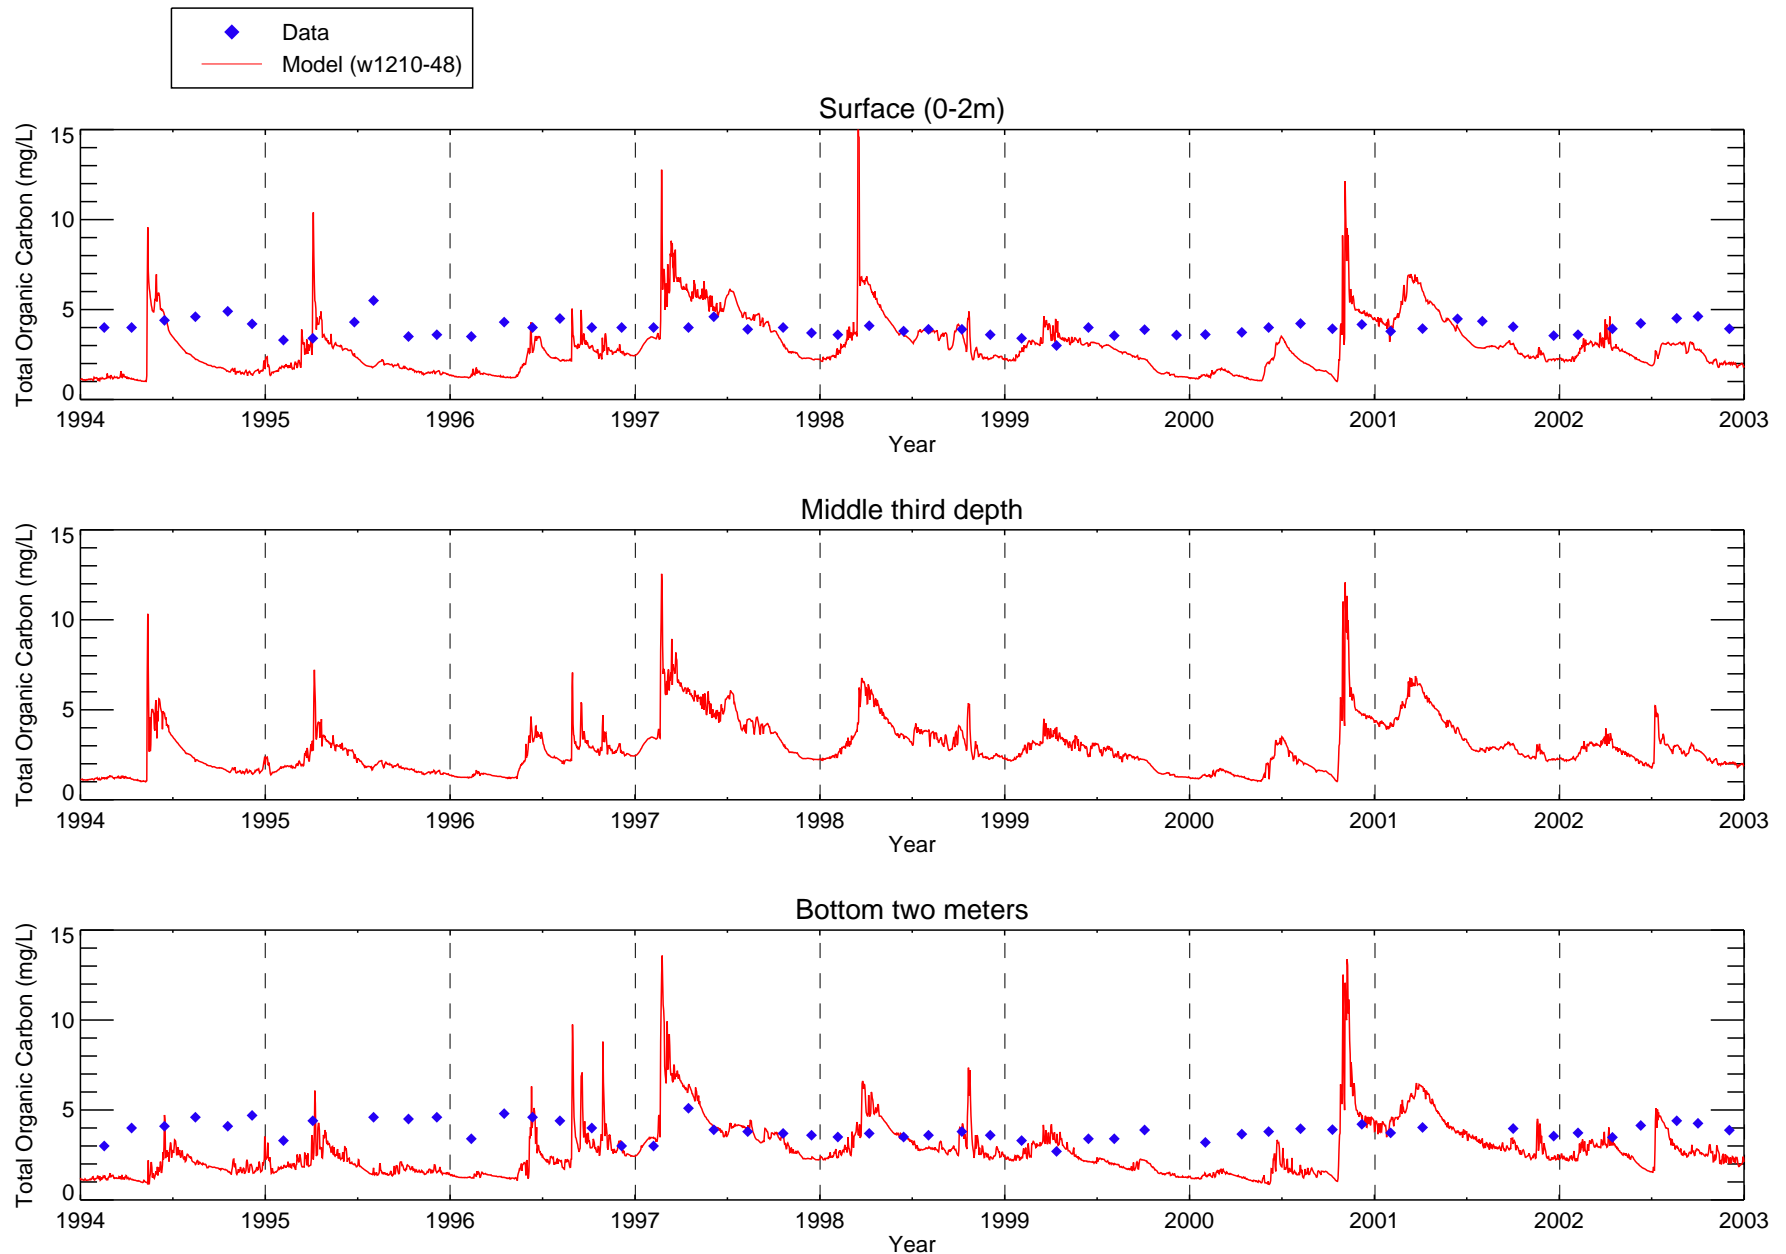 Data
Model (w1210-48)
Surface (0-2m)
Total Organic Carbon (mg/L)
15
10
5
0
1994 1995 1996 1997 1998 1999 2000 2001 2002 2003
Year
Middle third depth
Total Organic Carbon (mg/L)
15
10
5
0
1994 1995 1996 1997 1998 1999 2000 2001 2002 2003
Year
Bottom two meters
Total Organic Carbon (mg/L)
15
10
5
0
1994 1995 1996 1997 1998 1999 2000 2001 2002 2003
Year